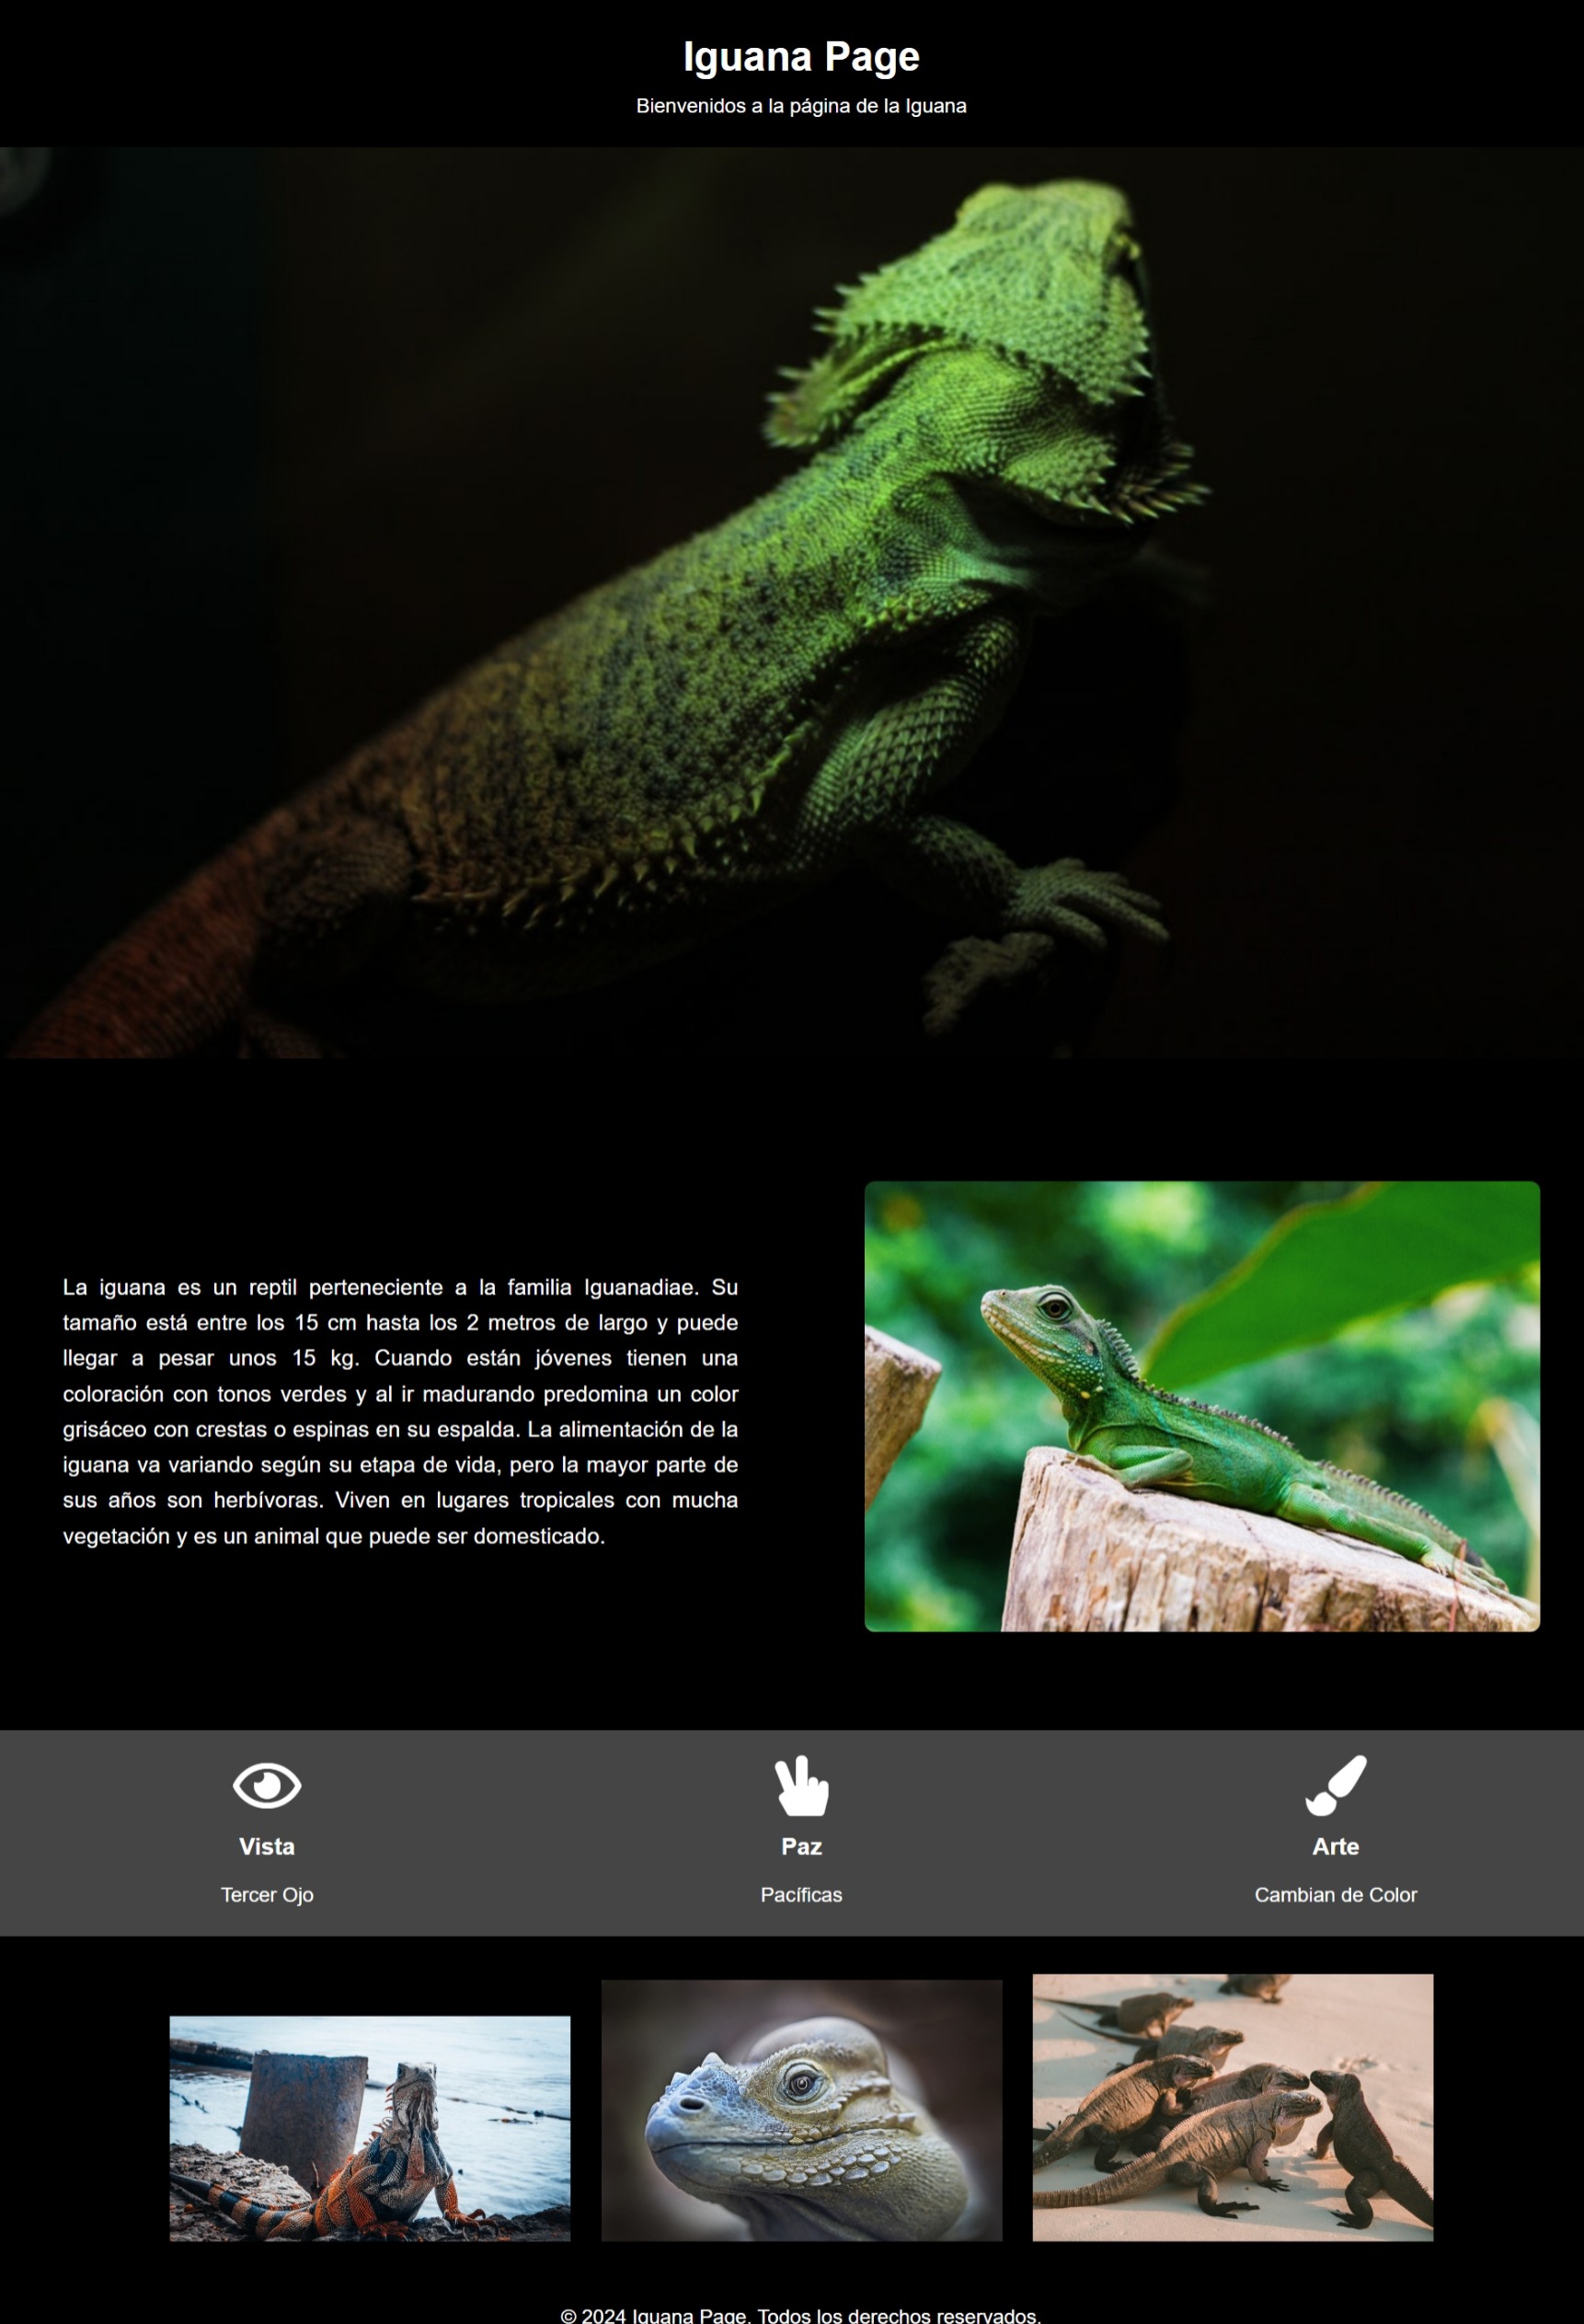 Iguana Page
Bienvenidos a la página de la Iguana
La iguana es un reptil perteneciente a la familia Iguanadiae. Su
tamaño está entre los 15 cm hasta los 2 metros de largo y puede
llegar a pesar unos 15 kg. Cuando están jóvenes tienen una
coloración con tonos verdes y al ir madurando predomina un color
grisáceo con crestas o espinas en su espalda. La alimentación de la
iguana va variando según su etapa de vida, pero la mayor parte de
sus años son herbívoras. Viven en lugares tropicales con mucha
vegetación y es un animal que puede ser domesticado.
Vista
Tercer Ojo
Paz
Pacíficas
Arte
Cambian de Color
© 2024 Iguana Page. Todos los derechos reservados.